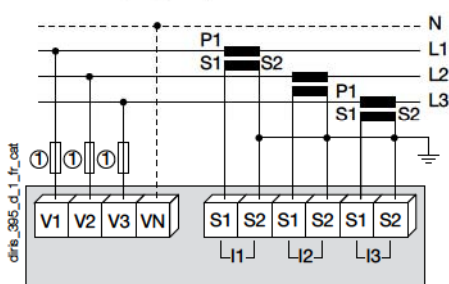 N
P1
L1
S1 S2
L2
P1
L3
S1 S2
① ① ①
V1 V2 V3 VN S1 S2 S1 S2 S1 S2
I1 I2 I3
diris_395_d_1_fr_cat